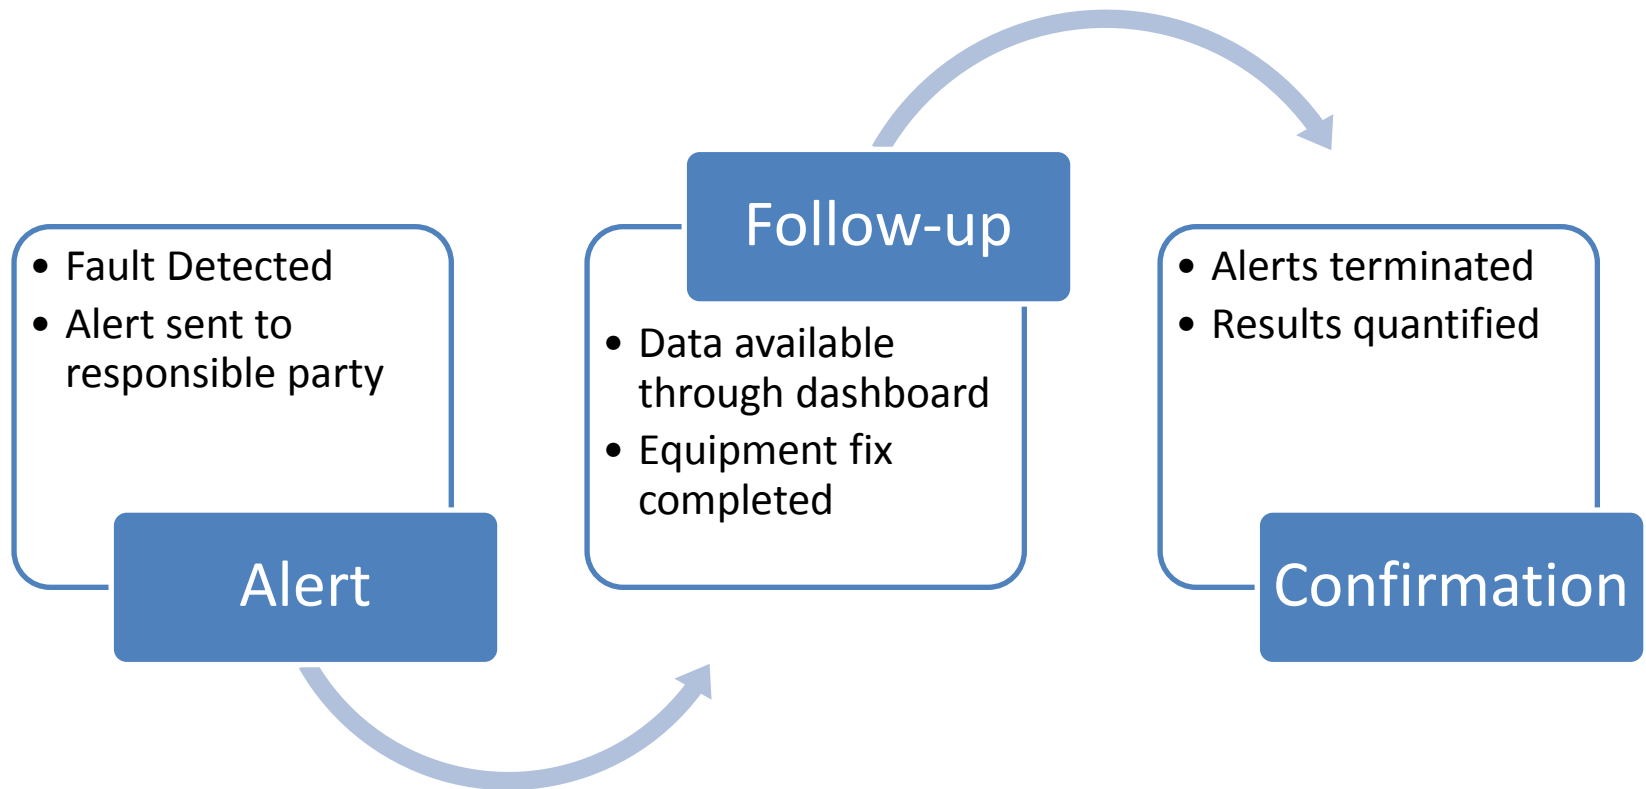 • Fault Detected
• Alert sent to
responsible party
Alert
Follow-up
• Data available
through dashboard
• Equipment fix
completed
• Alerts terminated
• Results quantified
Confirmation